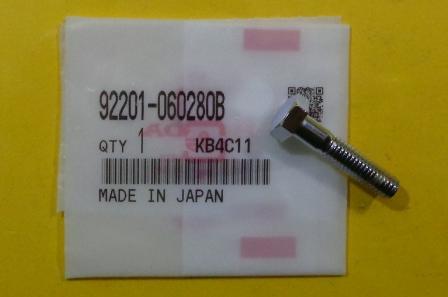 92201-060280B
QTY 1 KB4C11
MADE IN JAPAN